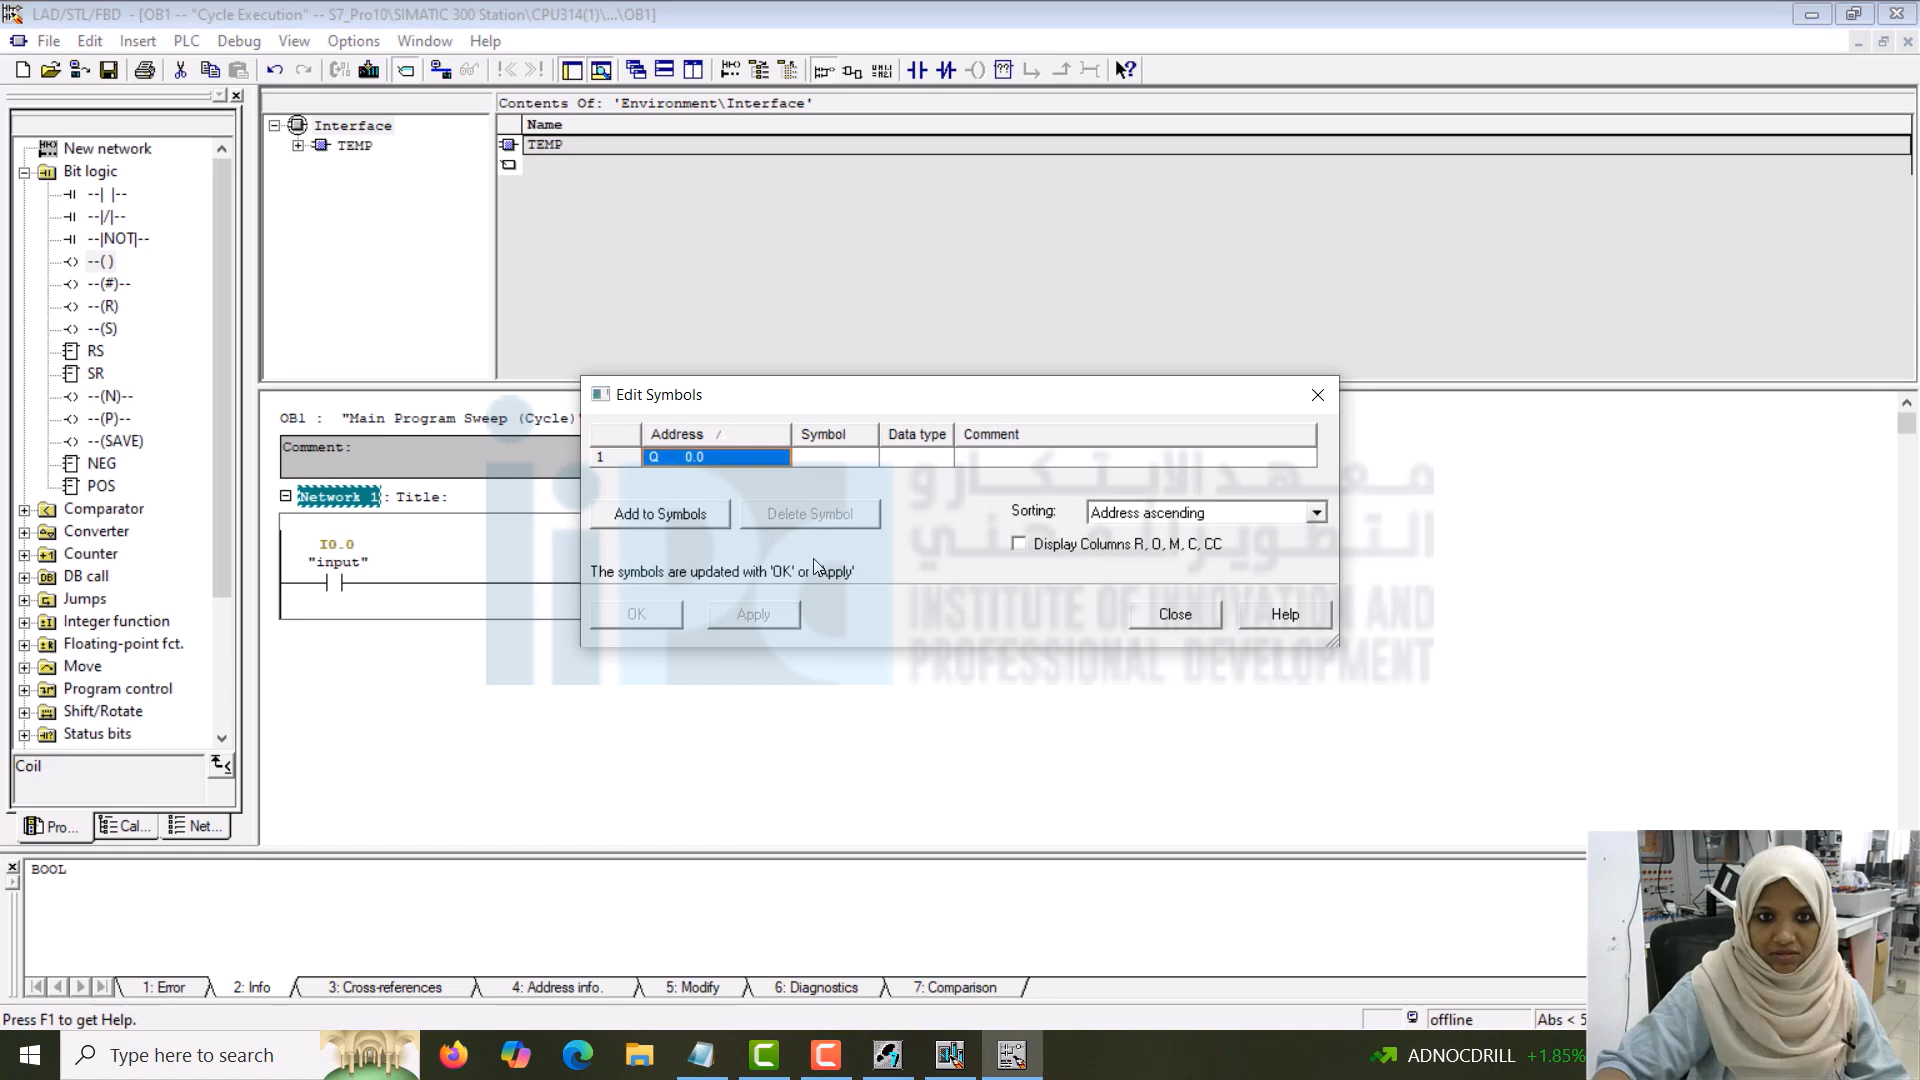 LAD/STL/FBD - [OB1 -- "Cycle Execution" -- S7_Pro10\SIMATIC 300 Station\CPU314(1)\...\OB1]
File Edit Insert PLC Debug View Options Window Help
Contents Of: 'Environment\Interface'
Interface
TEMP
Name
TEMP
New network
Bit logic
--| |--
--|/|--
--|NOT|--
--( )
--(#)--
--(R)
--(S)
RS
SR
--(N)--
--(P)--
--(SAVE)
NEG
POS
Comparator
Converter
Counter
DB call
Jumps
Integer function
Floating-point fct.
Move
Program control
Shift/Rotate
Status bits
Coil
Pro... Cal... Net...
OB1 : "Main Program Sweep (Cycle)"
Comment:
Network 1: Title:
I0.0
"input"
Edit Symbols
Address Symbol Data type Comment
1 Q 0.0
Add to Symbols Delete Symbol
Sorting: Address ascending
Display Columns R, O, M, C, CC
The symbols are updated with 'OK' or 'Apply'
OK Apply Close Help
معهد الابتكار و
التطوير المهني
INSTITUTE OF INNOVATION AND
PROFESSIONAL DEVELOPMENT
BOOL
1: Error 2: Info 3: Cross-references 4: Address info. 5: Modify 6: Diagnostics 7: Comparison
Press F1 to get Help.
offline Abs < 5
Type here to search
ADNOCDRILL +1.85%